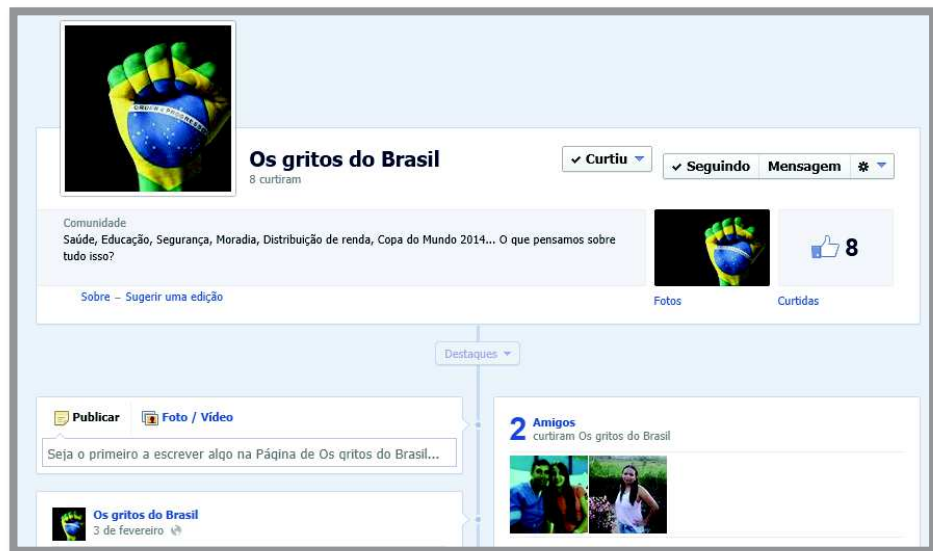 ORDEM E PROGRESSO
Os gritos do Brasil
8 curtiram
Curtiu
Seguindo
Mensagem
Comunidade
Saúde, Educação, Segurança, Moradia, Distribuição de renda, Copa do Mundo 2014... O que pensamos sobre
tudo isso?
8
Sobre – Sugerir uma edição
Fotos
Curtidas
Destaques
Publicar
Foto / Vídeo
Seja o primeiro a escrever algo na Página de Os gritos do Brasil...
Os gritos do Brasil
3 de fevereiro
2
Amigos
curtiram Os gritos do Brasil